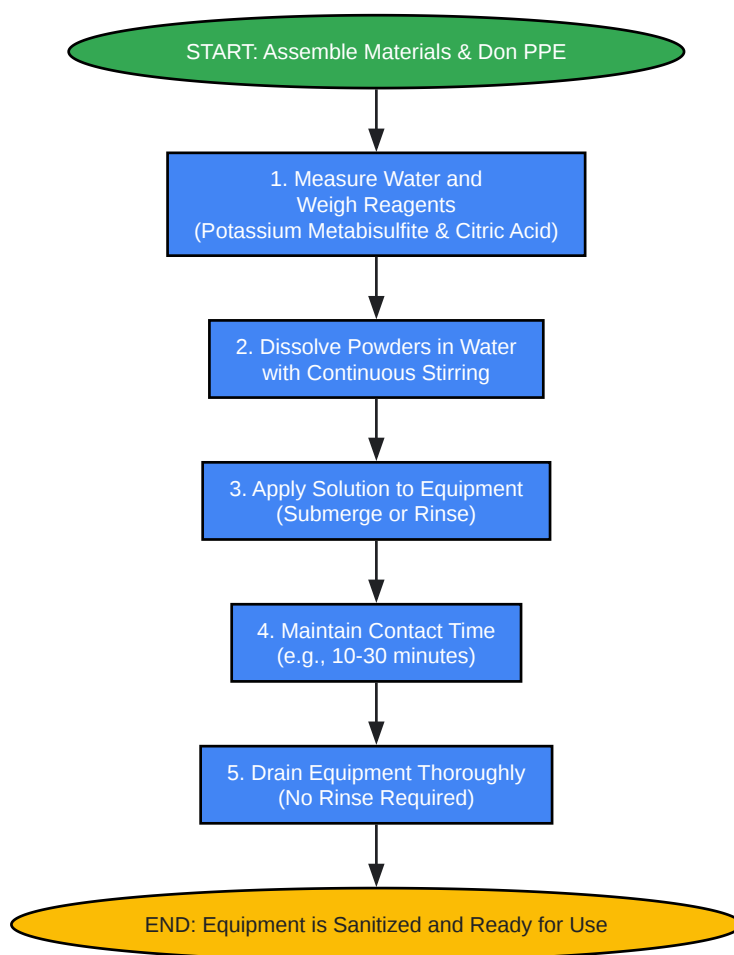 START: Assemble Materials & Don PPE
1. Measure Water and
Weigh Reagents
(Potassium Metabisulfite & Citric Acid)
2. Dissolve Powders in Water
with Continuous Stirring
3. Apply Solution to Equipment
(Submerge or Rinse)
4. Maintain Contact Time
(e.g., 10-30 minutes)
5. Drain Equipment Thoroughly
(No Rinse Required)
END: Equipment is Sanitized and Ready for Use